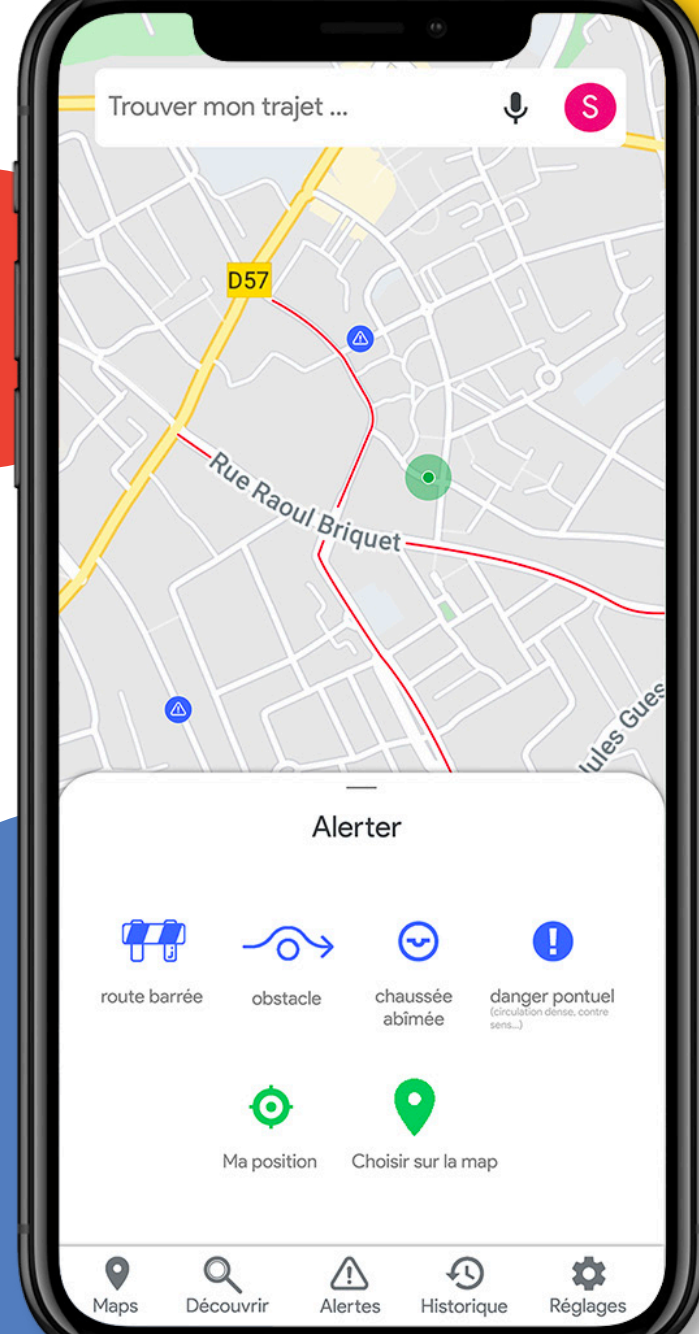 Trouver mon trajet ...
S
D57
Rue Raoul Briquet
Jules Gues
Alerter
route barrée
obstacle
chaussée
abîmée
danger pontuel
(circulation dense, contre
sens...)
Ma position
Choisir sur la map
Maps
Découvrir
Alertes
Historique
Réglages